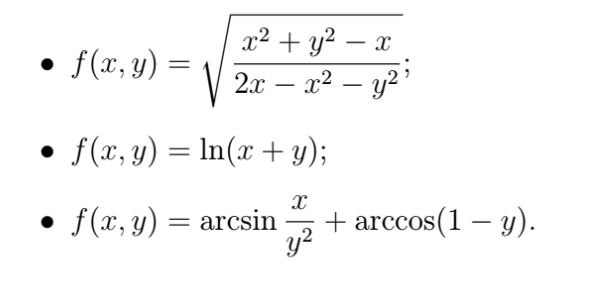 • f(x, y) = √((x² + y² − x)/(2x − x² − y²));
• f(x, y) = ln(x + y);
• f(x, y) = arcsin x/y² + arccos(1 − y).